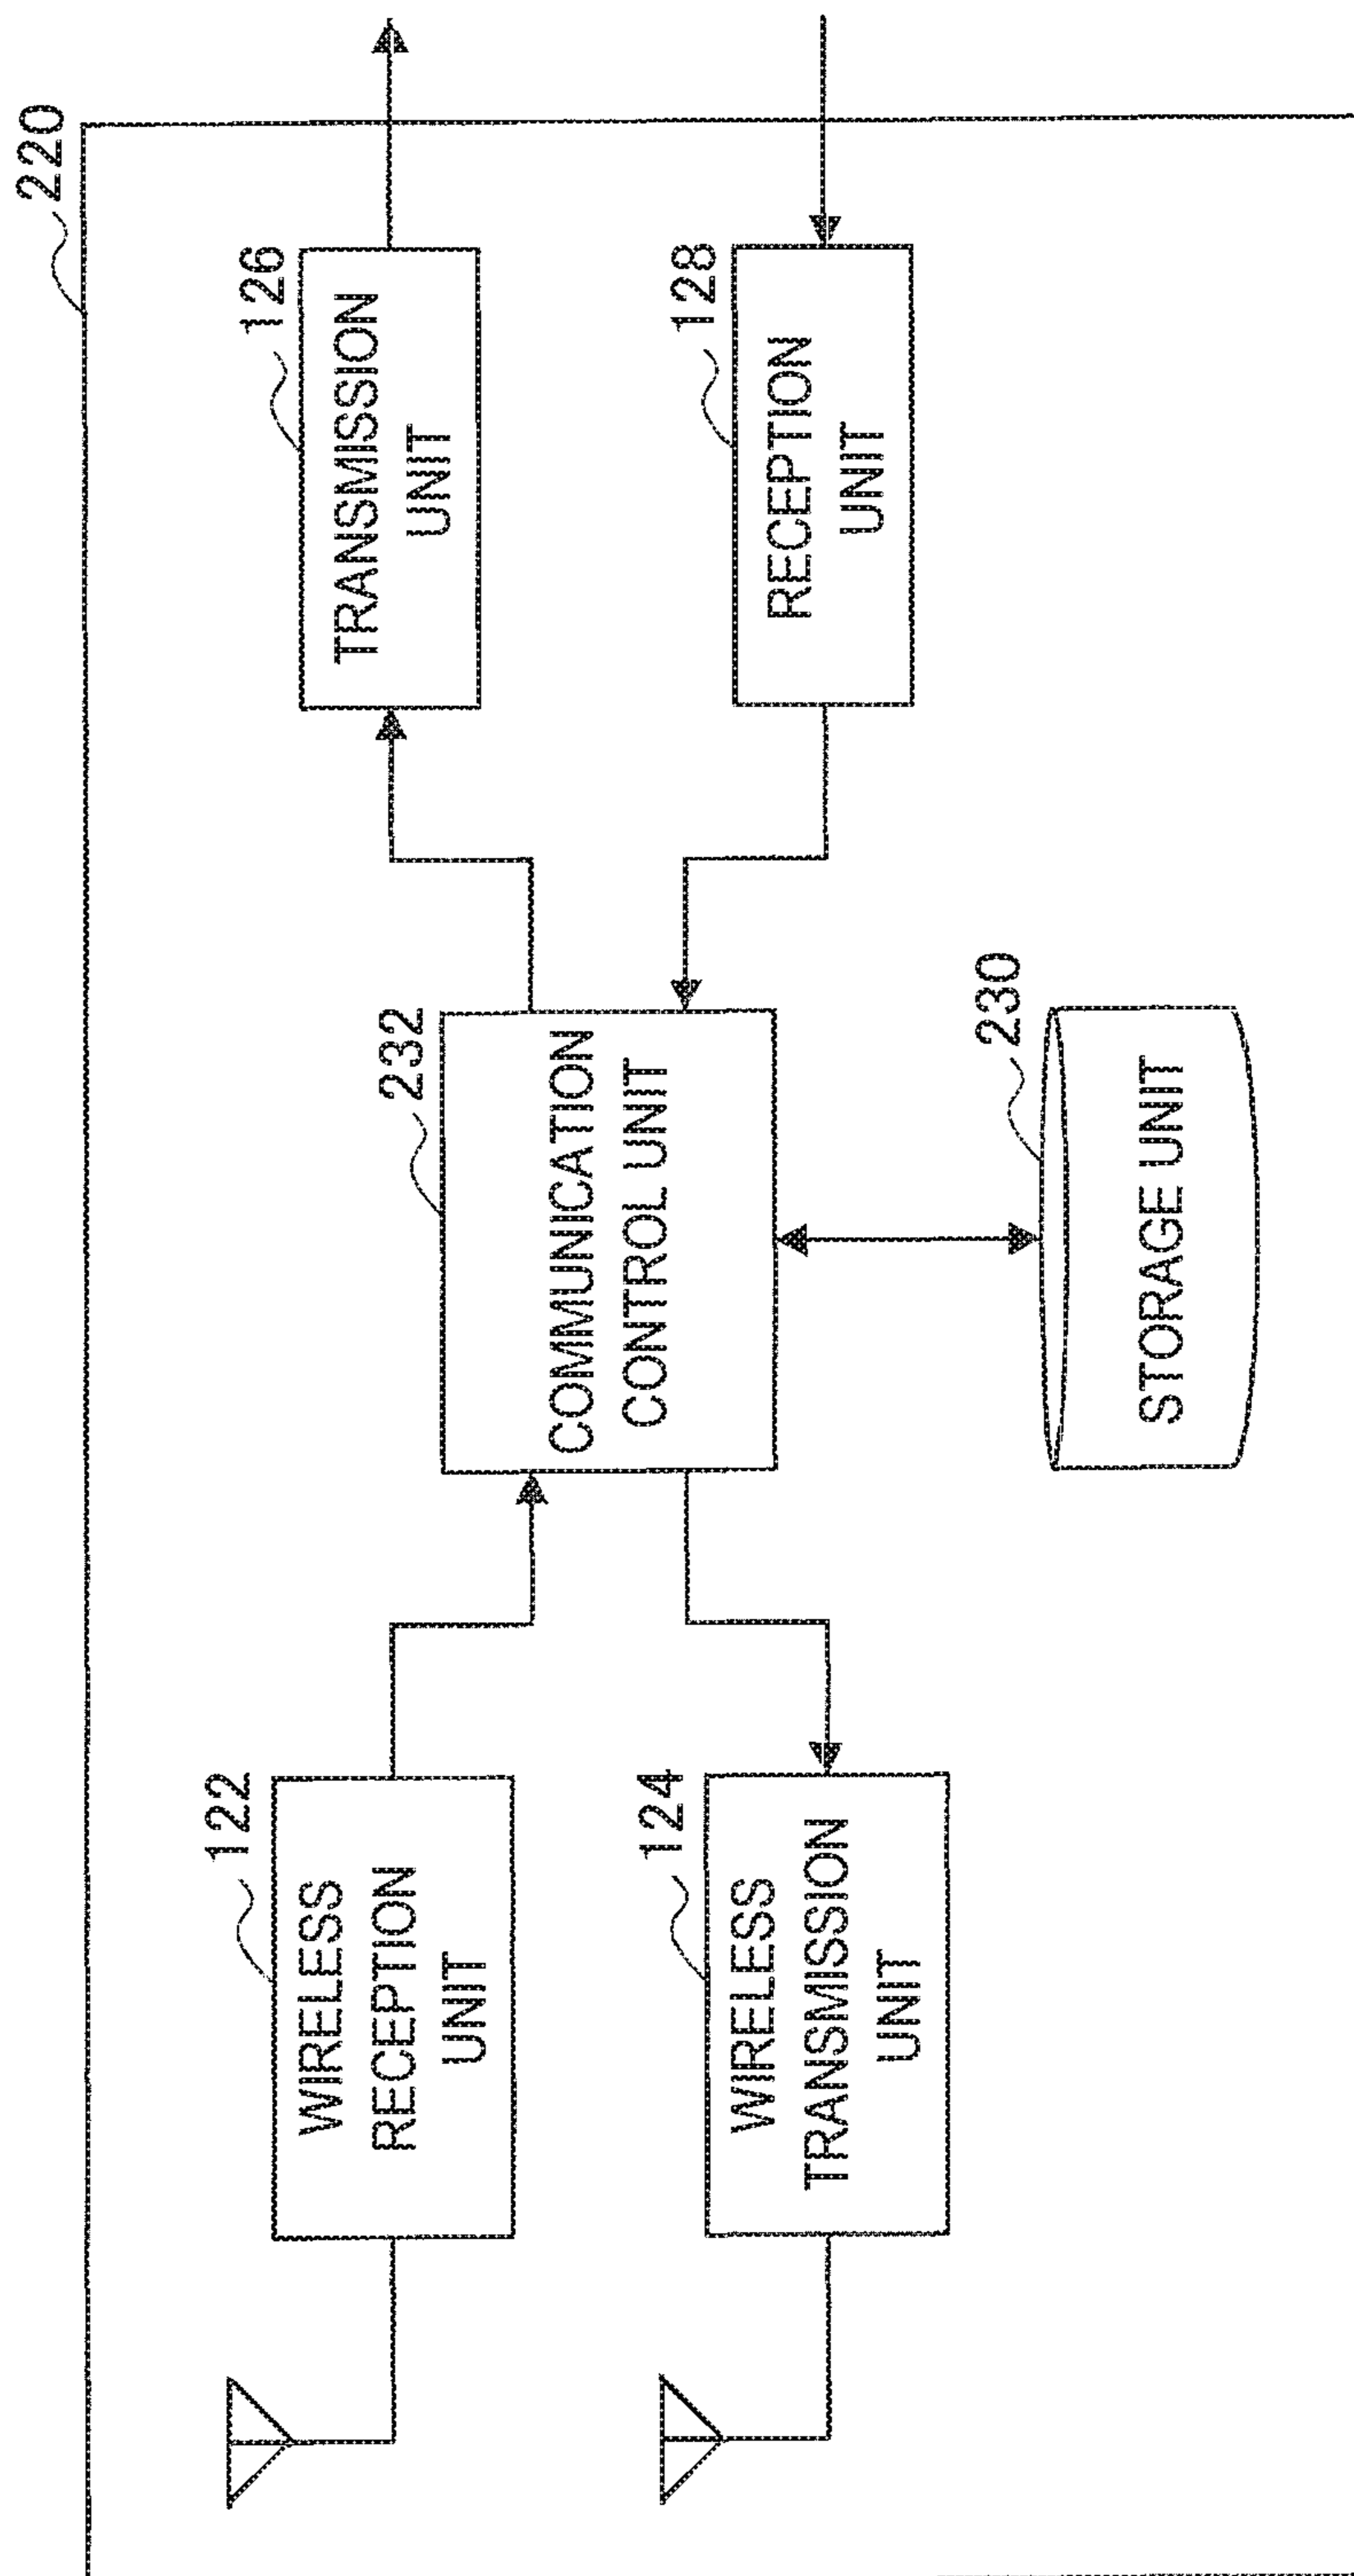 220
122
WIRELESS
RECEPTION
UNIT
232
COMMUNICATION
CONTROL UNIT
126
TRANSMISSION
UNIT
124
WIRELESS
TRANSMISSION
UNIT
128
RECEPTION
UNIT
230
STORAGE UNIT